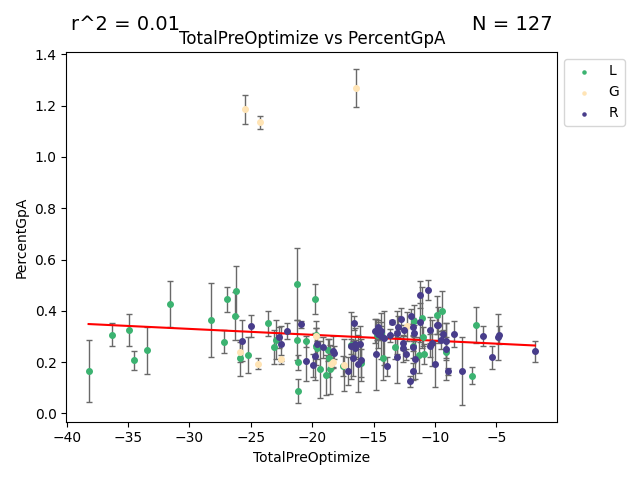 r^2 = 0.01
N = 127
TotalPreOptimize vs PercentGpA
1.4
1.2
1.0
0.8
0.6
0.4
0.2
0.0
PercentGpA
−40
−35
−30
−25
−20
−15
−10
−5
TotalPreOptimize
L
G
R